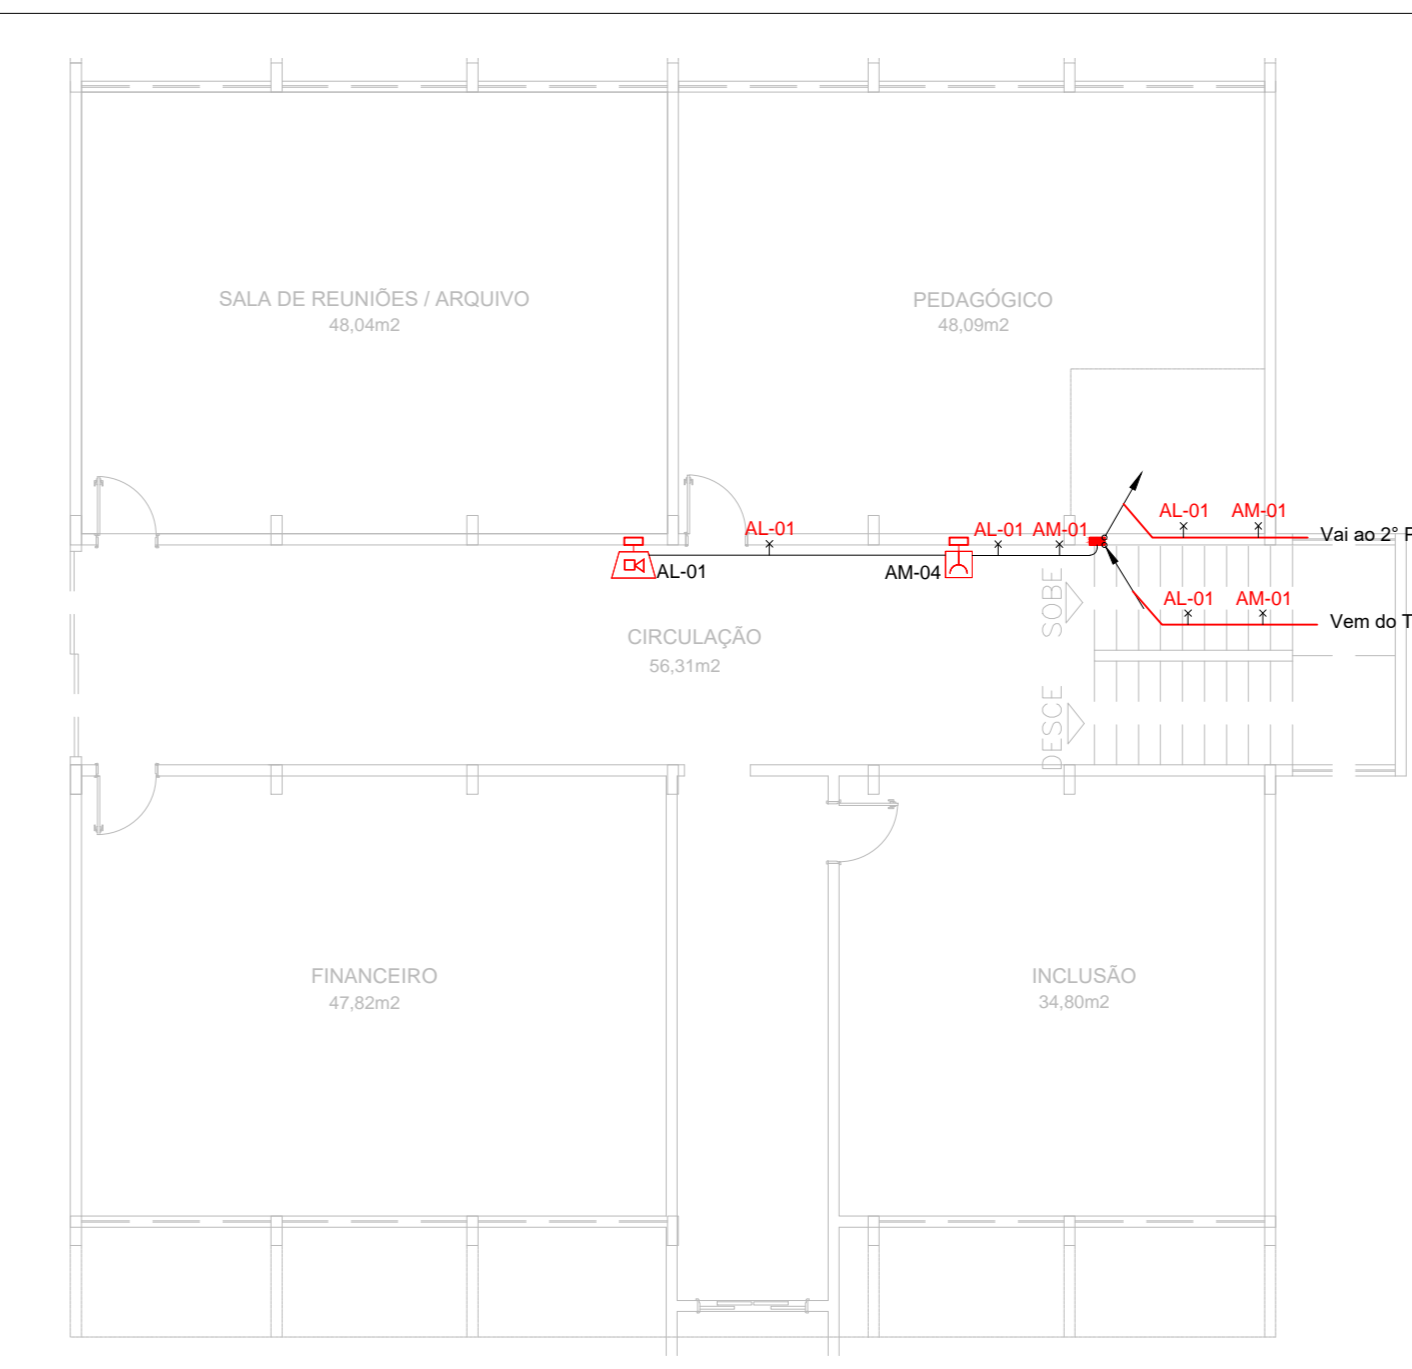 SALA DE REUNIÕES / ARQUIVO
48,04m2
PEDAGÓGICO
48,09m2
AL-01 AM-01
Vai ao 2° P
AL-01
AL-01 AM-01
AL-01
AM-04
SOBE
AL-01 AM-01
Vem do T
CIRCULAÇÃO
56,31m2
DESCE
FINANCEIRO
47,82m2
INCLUSÃO
34,80m2